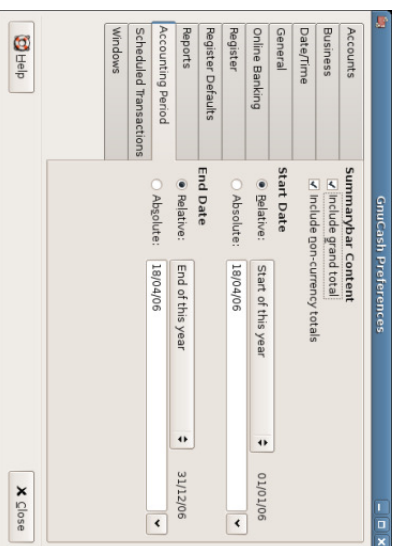 GnuCash Preferences
Accounts
Business
Date/Time
General
Online Banking
Register
Register Defaults
Reports
Accounting Period
Scheduled Transactions
Windows
Summarybar Content
Include grand total
Include non-currency totals
Start Date
Relative: Start of this year 01/01/06
Absolute: 18/04/06
End Date
Relative: End of this year 31/12/06
Absolute: 18/04/06
Help
Close